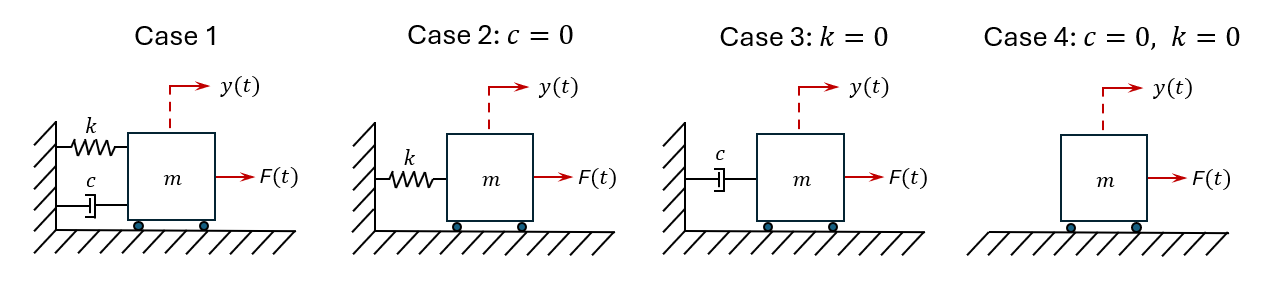 Case 1
y(t)
k
c
m
F(t)
Case 2: c = 0
y(t)
k
m
F(t)
Case 3: k = 0
y(t)
c
m
F(t)
Case 4: c = 0, k = 0
y(t)
m
F(t)